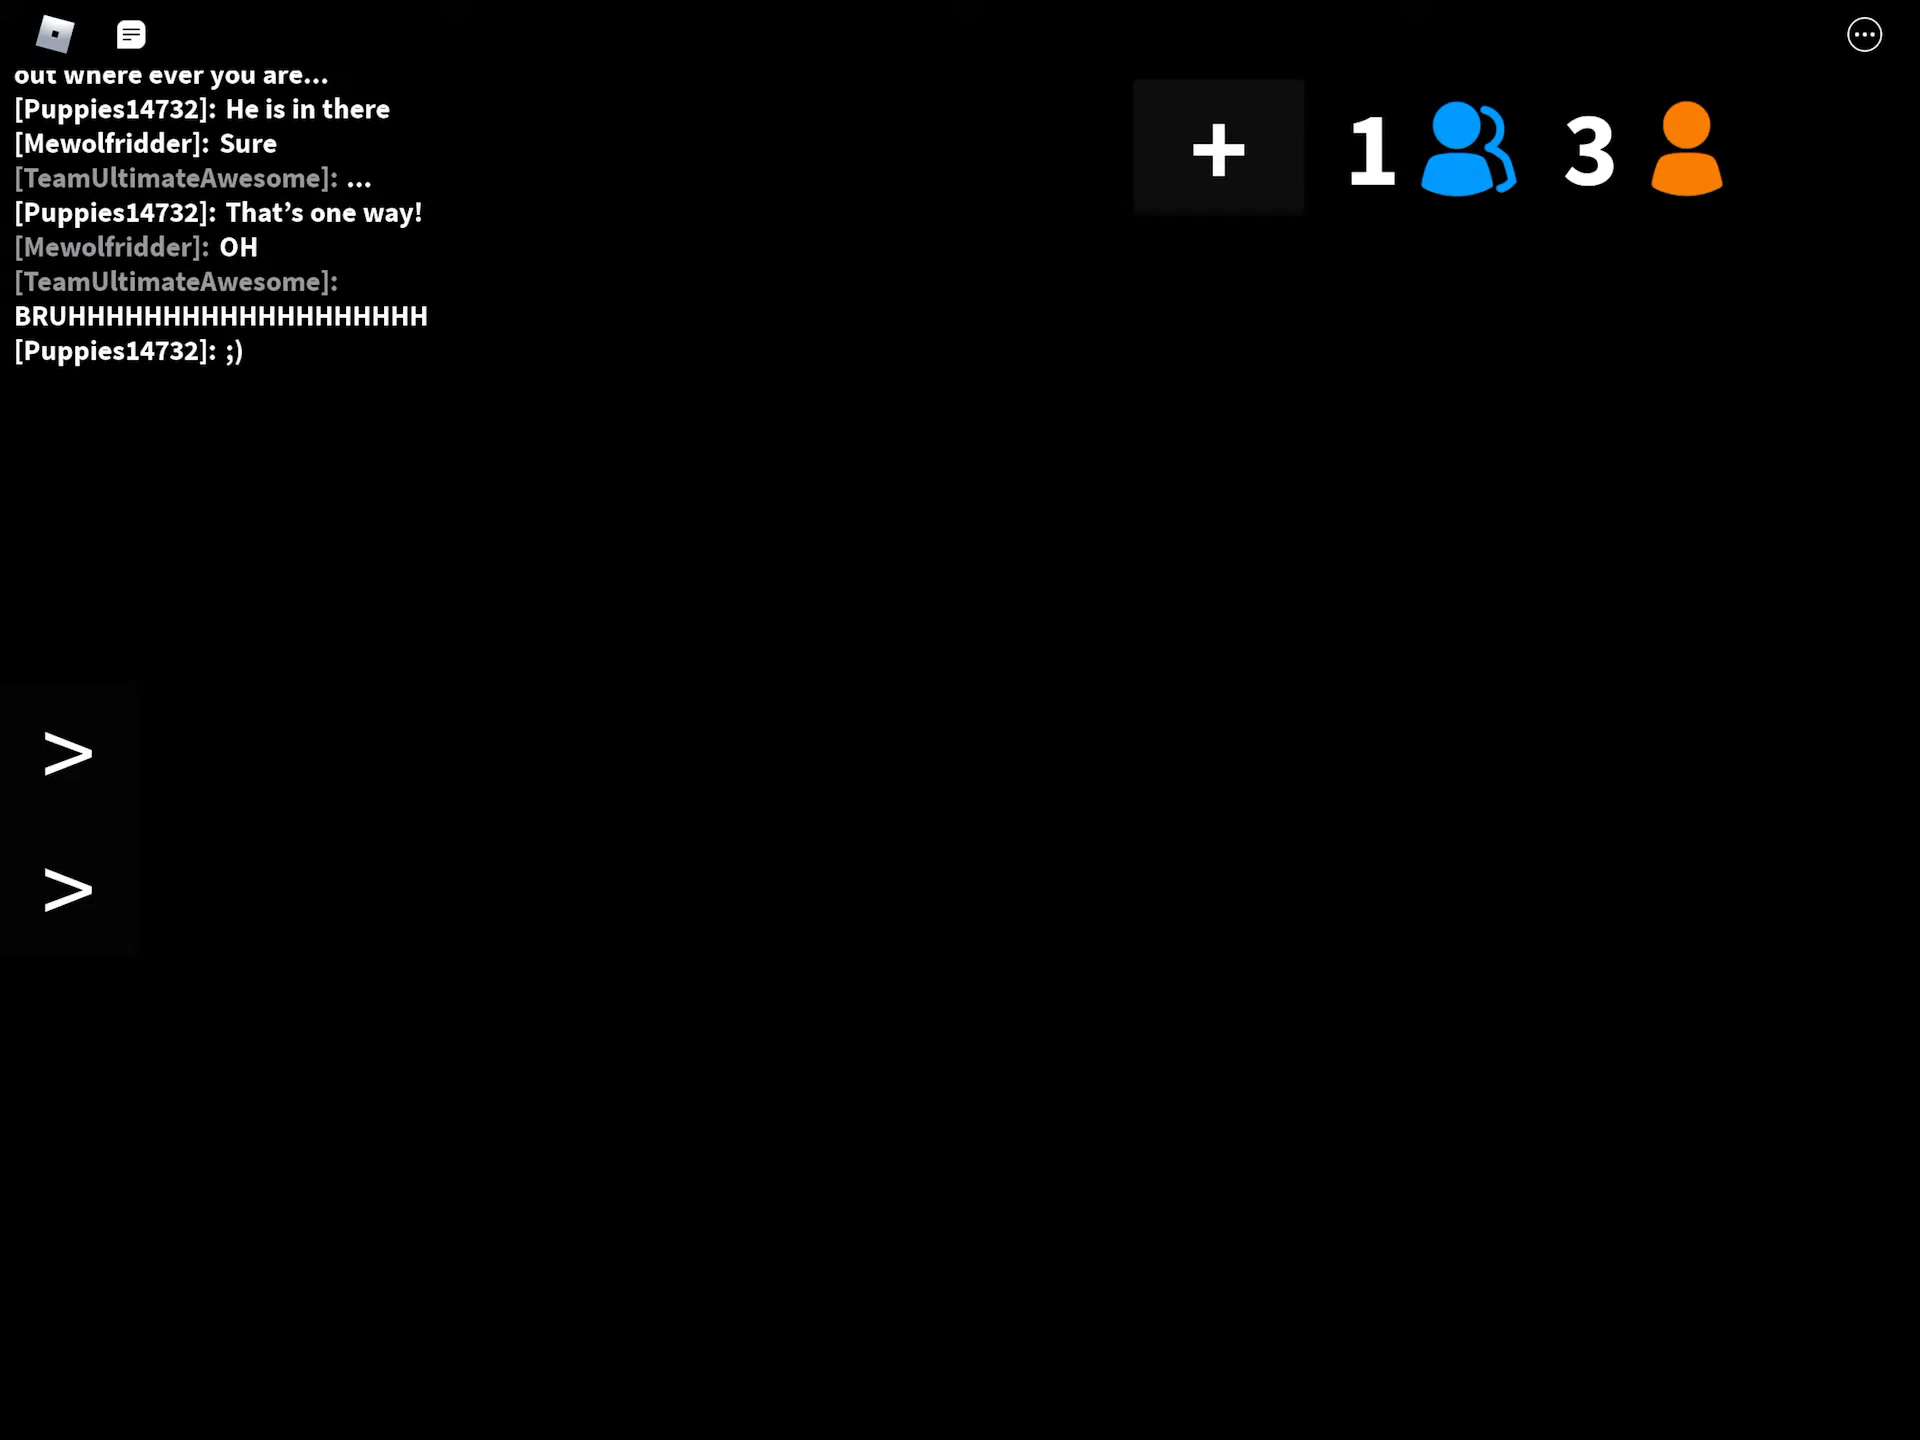 out where ever you are...
[Puppies14732]: He is in there
[Mewolfridder]: Sure
[TeamUltimateAwesome]: ...
[Puppies14732]: That’s one way!
[Mewolfridder]: OH
[TeamUltimateAwesome]:
BRUHHHHHHHHHHHHHHHHHHH
[Puppies14732]: ;)
+ 1 3
>
>